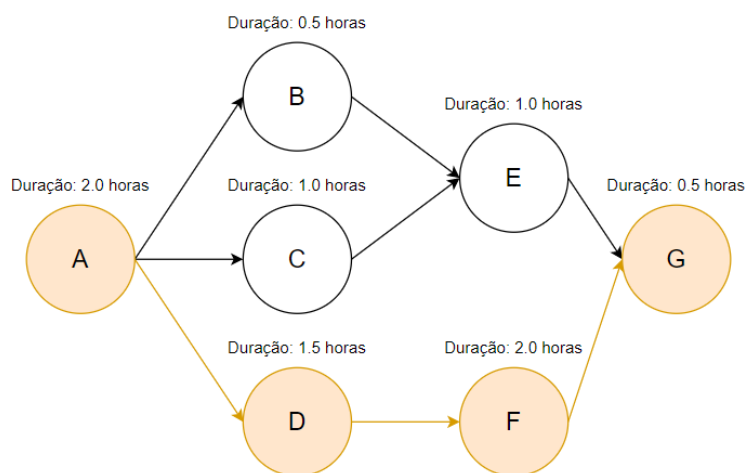 Duração: 0.5 horas
B
Duração: 1.0 horas
E
Duração: 2.0 horas
A
Duração: 1.0 horas
C
Duração: 0.5 horas
G
Duração: 1.5 horas
D
Duração: 2.0 horas
F